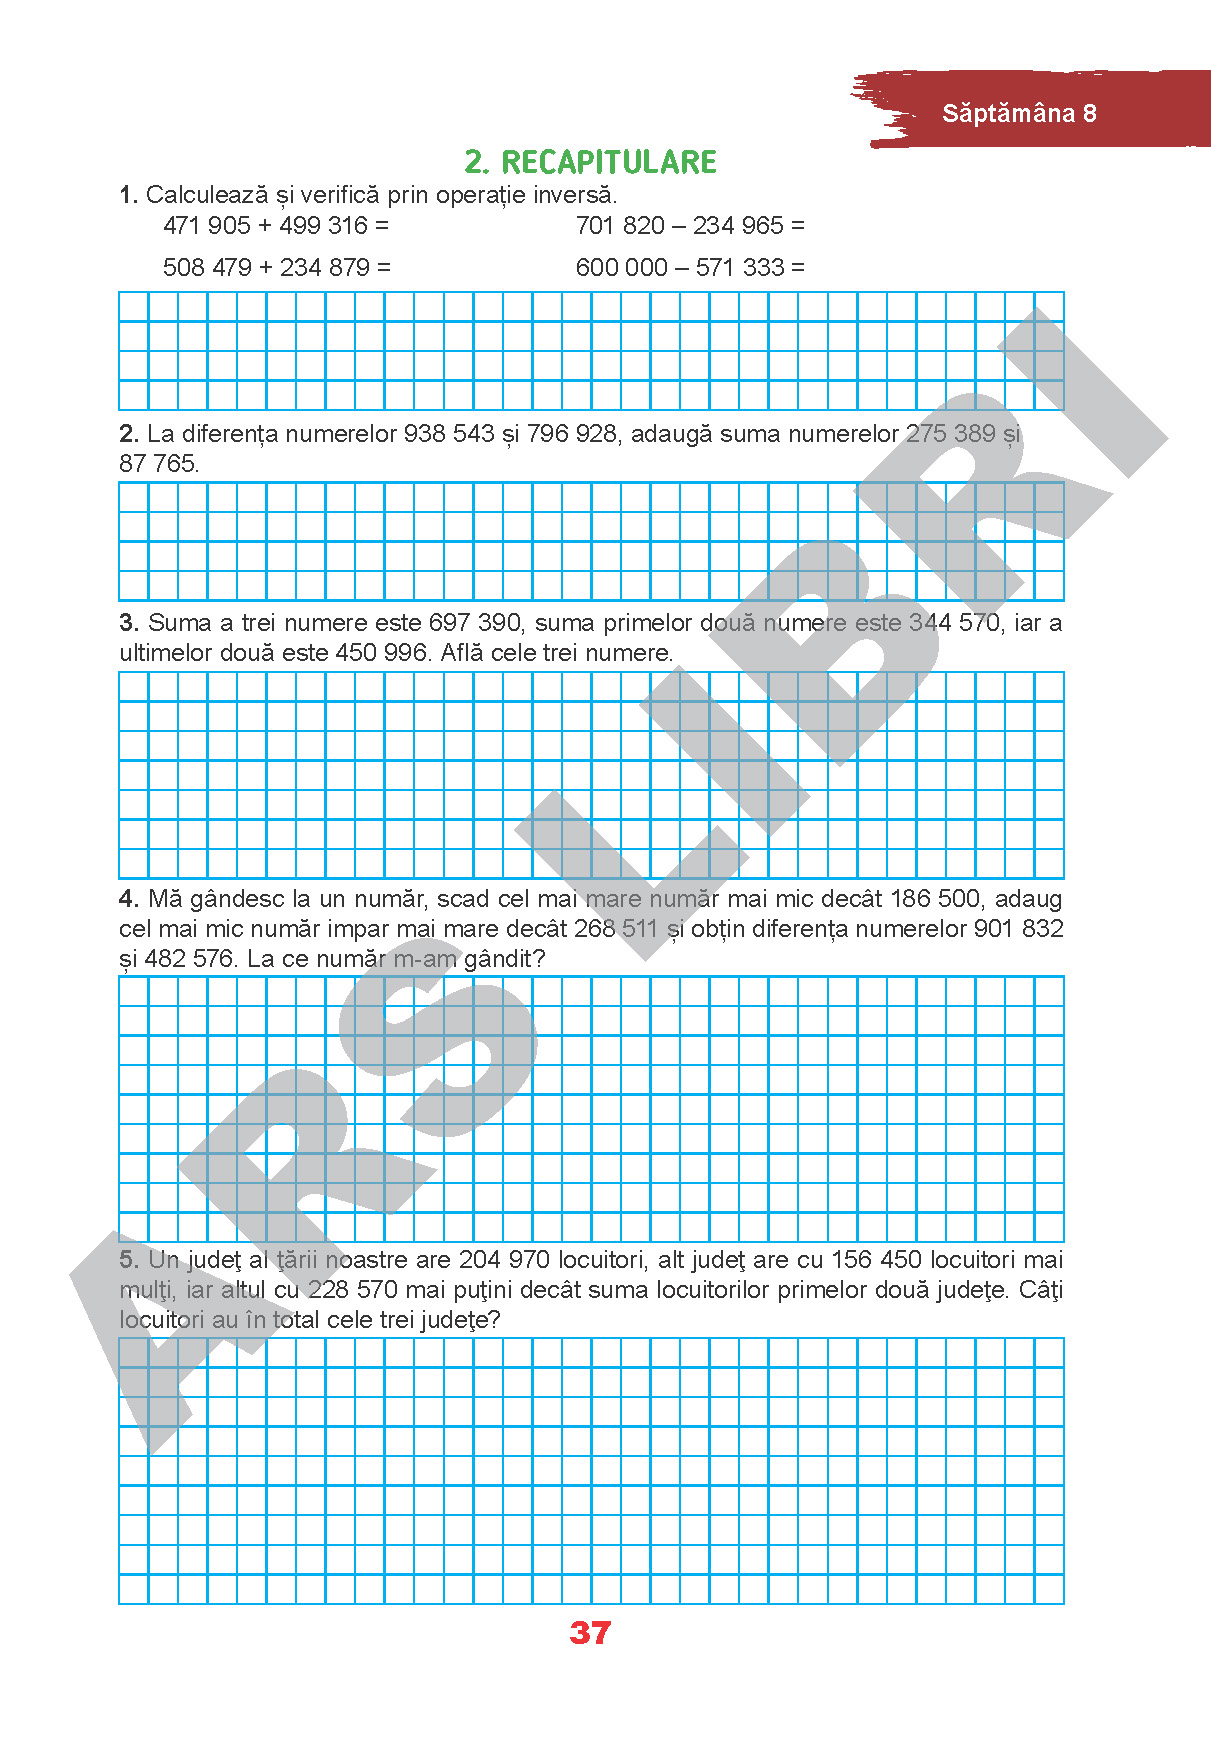 Săptămâna 8
2. RECAPITULARE
1. Calculează și verifică prin operație inversă.
471 905 + 499 316 = 701 820 – 234 965 =
508 479 + 234 879 = 600 000 – 571 333 =
2. La diferența numerelor 938 543 și 796 928, adaugă suma numerelor 275 389 și
87 765.
3. Suma a trei numere este 697 390, suma primelor două numere este 344 570, iar a
ultimelor două este 450 996. Află cele trei numere.
4. Mă gândesc la un număr, scad cel mai mare număr mai mic decât 186 500, adaug
cel mai mic număr impar mai mare decât 268 511 și obțin diferența numerelor 901 832
și 482 576. La ce număr m-am gândit?
5. Un judeţ al ţării noastre are 204 970 locuitori, alt judeţ are cu 156 450 locuitori mai
mulţi, iar altul cu 228 570 mai puţini decât suma locuitorilor primelor două judeţe. Câţi
locuitori au în total cele trei judeţe?
37
ARS LIBRI